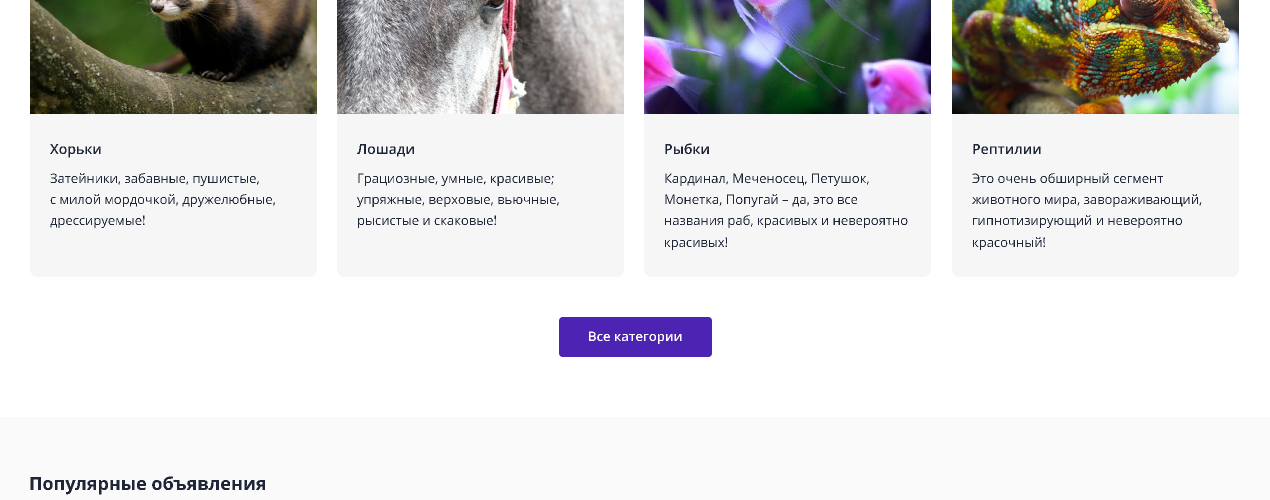 Хорьки
Затейники, забавные, пушистые,
с милой мордочкой, дружелюбные,
дрессируемые!
Лошади
Грациозные, умные, красивые;
упряжные, верховые, вьючные,
рысистые и скаковые!
Рыбки
Кардинал, Меченосец, Петушок,
Монетка, Попугай – да, это все
названия раб, красивых и невероятно
красивых!
Рептилии
Это очень обширный сегмент
животного мира, завораживающий,
гипнотизирующий и невероятно
красочный!
Все категории
Популярные объявления